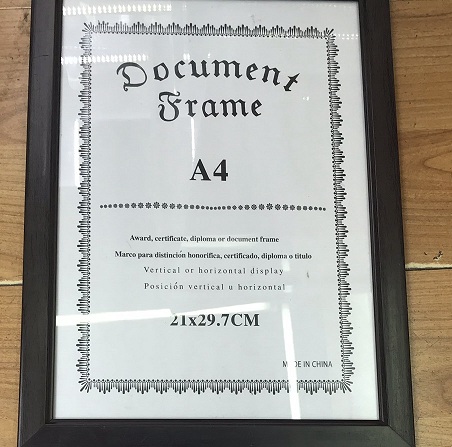 Document
Frame
A4
Award, certificate, diploma or document frame
Marco para distinción honorifica, certificado, diploma o titulo
Vertical or horizontal display
Posición vertical u horizontal
21x29.7CM
MADE IN CHINA